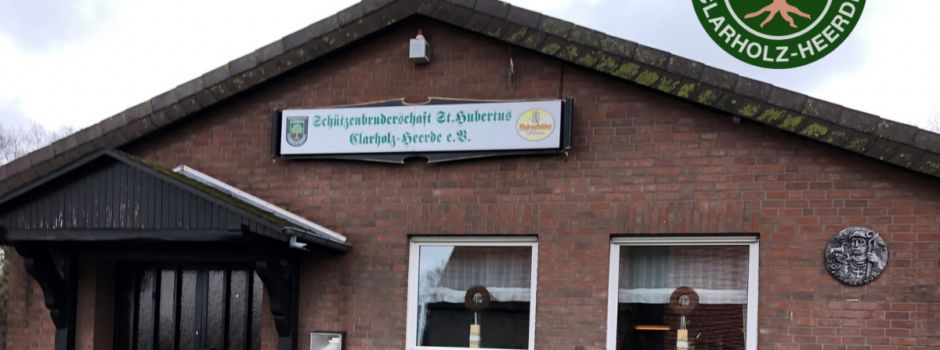 CLARHOLZ-HEERDE
Schützenbruderschaft St. Hubertus
Clarholz-Heerde e.V.